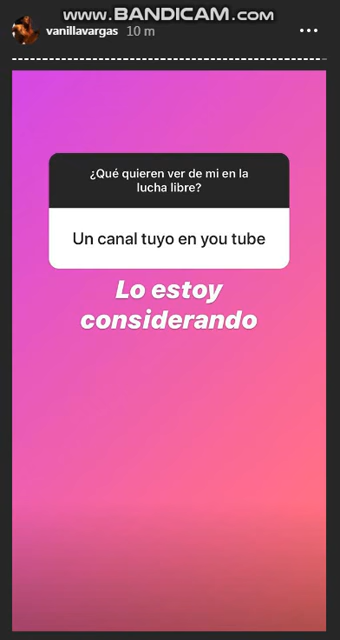 www.BANDICAM.com
vanillavargas 10 m
¿Qué quieren ver de mi en la
lucha libre?
Un canal tuyo en you tube
Lo estoy
considerando